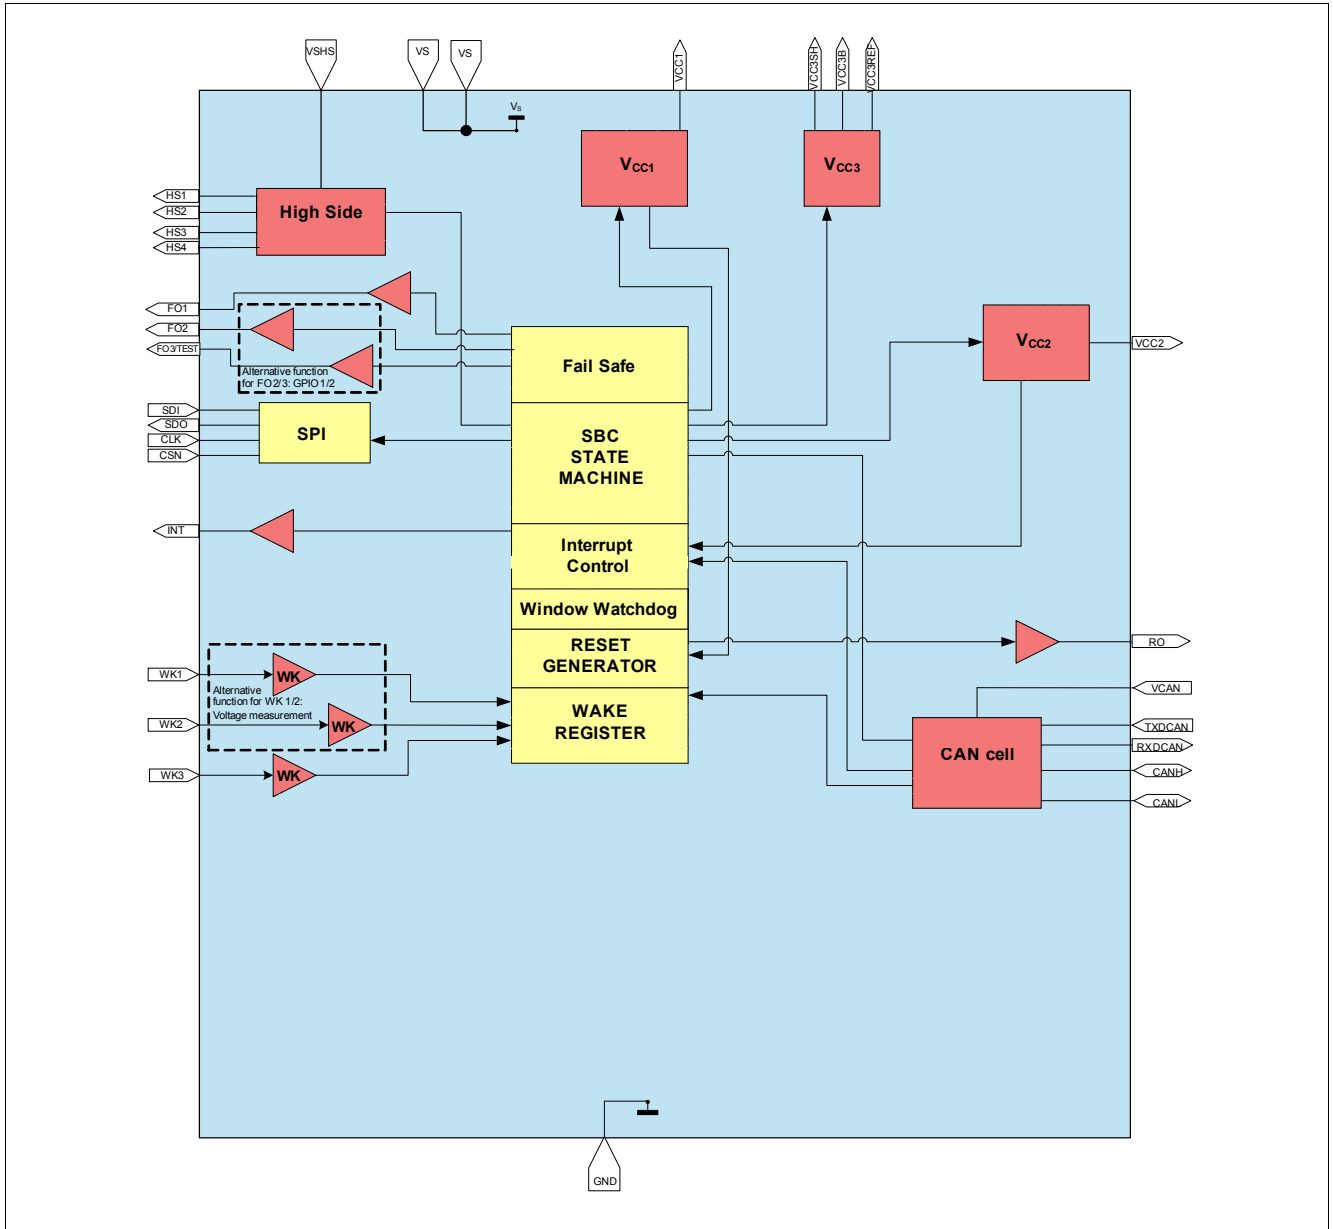 VSHS
VS
VS
VCC1
VCC3SH
VCC3B
VCC3REF
VS
VCC1
VCC3
HS1
HS2
HS3
HS4
High Side
FO1
FO2
FO3/TEST
Alternative function
for FO2/3: GPIO1/2
Fail Safe
VCC2
VCC2
SDI
SDO
CLK
CSN
SPI
SBC
STATE
MACHINE
INT
Interrupt
Control
Window Watchdog
RESET
GENERATOR
RO
WK1
WK
Alternative
function for WK 1/2:
Voltage measurement
WK2
WK
WK3
WK
WAKE
REGISTER
VCAN
TXDCAN
RXDCAN
CANH
CANL
CAN cell
GND